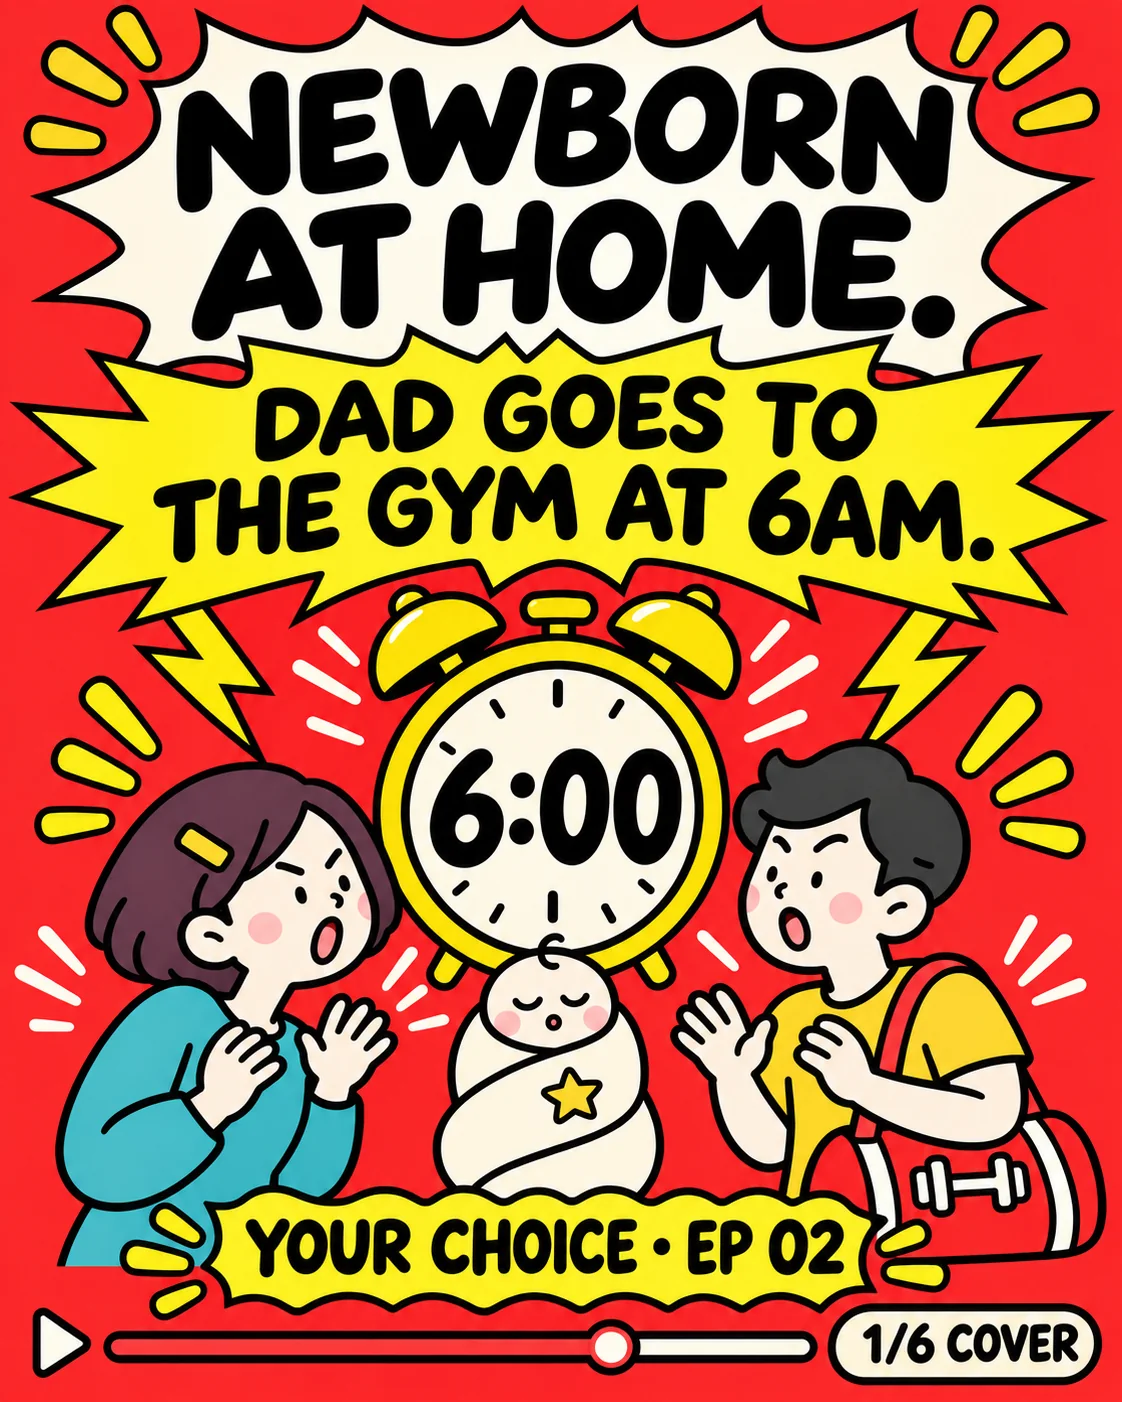 NEWBORN
AT HOME.
DAD GOES TO
THE GYM AT 6AM.
6:00
YOUR CHOICE · EP 02
1/6 COVER